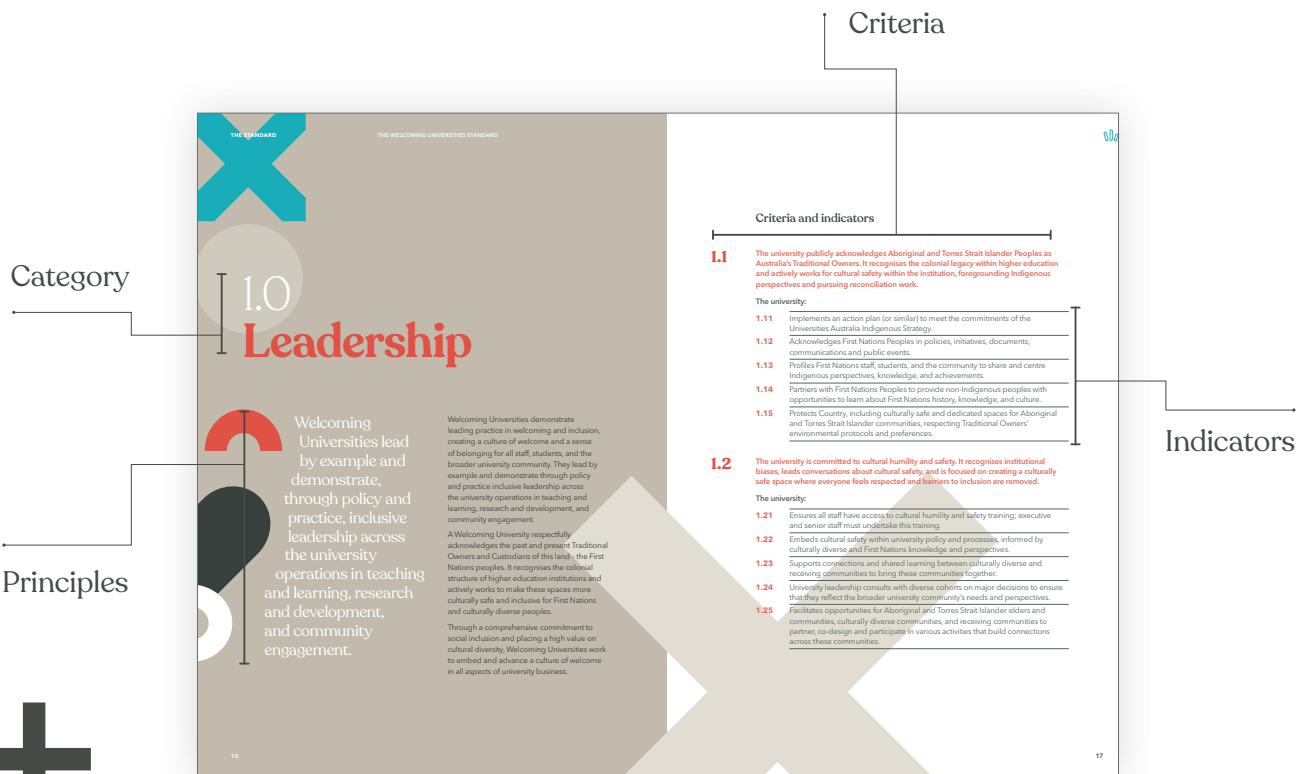 Criteria
Category
Principles
Indicators
THE STANDARD
THE WELCOMING UNIVERSITIES STANDARD
1.0
Leadership
Welcoming
Universities lead
by example and
demonstrate,
through policy and
practice, inclusive
leadership across
the university
operations in teaching
and learning, research
and development,
and community
engagement.
Welcoming Universities demonstrate
leading practice in welcoming and inclusion,
creating a culture of welcome and a sense
of belonging for all staff, students, and the
broader university community. They lead by
example and demonstrate through policy
and practice inclusive leadership across
the university operations in teaching and
learning, research and development, and
community engagement.
A Welcoming University respectfully
acknowledges the past and present Traditional
Owners and Custodians of this land - the First
Nations peoples. It recognises the colonial
structure of higher education institutions and
actively works to make these spaces more
culturally safe and inclusive for First Nations
and culturally diverse peoples.
Through a comprehensive commitment to
social inclusion and placing a high value on
cultural diversity, Welcoming Universities work
to embed and advance a culture of welcome
in all aspects of university business.
16
Criteria and indicators
1.1 The university publicly acknowledges Aboriginal and Torres Strait Islander Peoples as
Australia's Traditional Owners. It recognises the colonial legacy within higher education
and actively works for cultural safety within the institution, foregrounding Indigenous
perspectives and pursuing reconciliation work.
The university:
1.11 Implements an action plan (or similar) to meet the commitments of the
Universities Australia Indigenous Strategy.
1.12 Acknowledges First Nations Peoples in policies, initiatives, documents,
communications and public events.
1.13 Profiles First Nations staff, students, and the community to share and centre
Indigenous perspectives, knowledge, and achievements.
1.14 Partners with First Nations Peoples to provide non-Indigenous peoples with
opportunities to learn about First Nations history, knowledge, and culture.
1.15 Protects Country, including culturally safe and dedicated spaces for Aboriginal
and Torres Strait Islander communities, respecting Traditional Owners'
environmental protocols and preferences.
1.2 The university is committed to cultural humility and safety. It recognises institutional
biases, leads conversations about cultural safety, and is focused on creating a culturally
safe space where everyone feels respected and barriers to inclusion are removed.
The university:
1.21 Ensures all staff have access to cultural humility and safety training; executive
and senior staff must undertake this training.
1.22 Embeds cultural safety within university policy and processes, informed by
culturally diverse and First Nations knowledge and perspectives.
1.23 Supports connections and shared learning between culturally diverse and
receiving communities to bring these communities together.
1.24 University leadership consults with diverse cohorts on major decisions to ensure
that they reflect the broader university community's needs and perspectives.
1.25 Facilitates opportunities for Aboriginal and Torres Strait Islander elders and
communities, culturally diverse communities, and receiving communities to
partner, co-design and participate in various activities that build connections
across these communities.
17